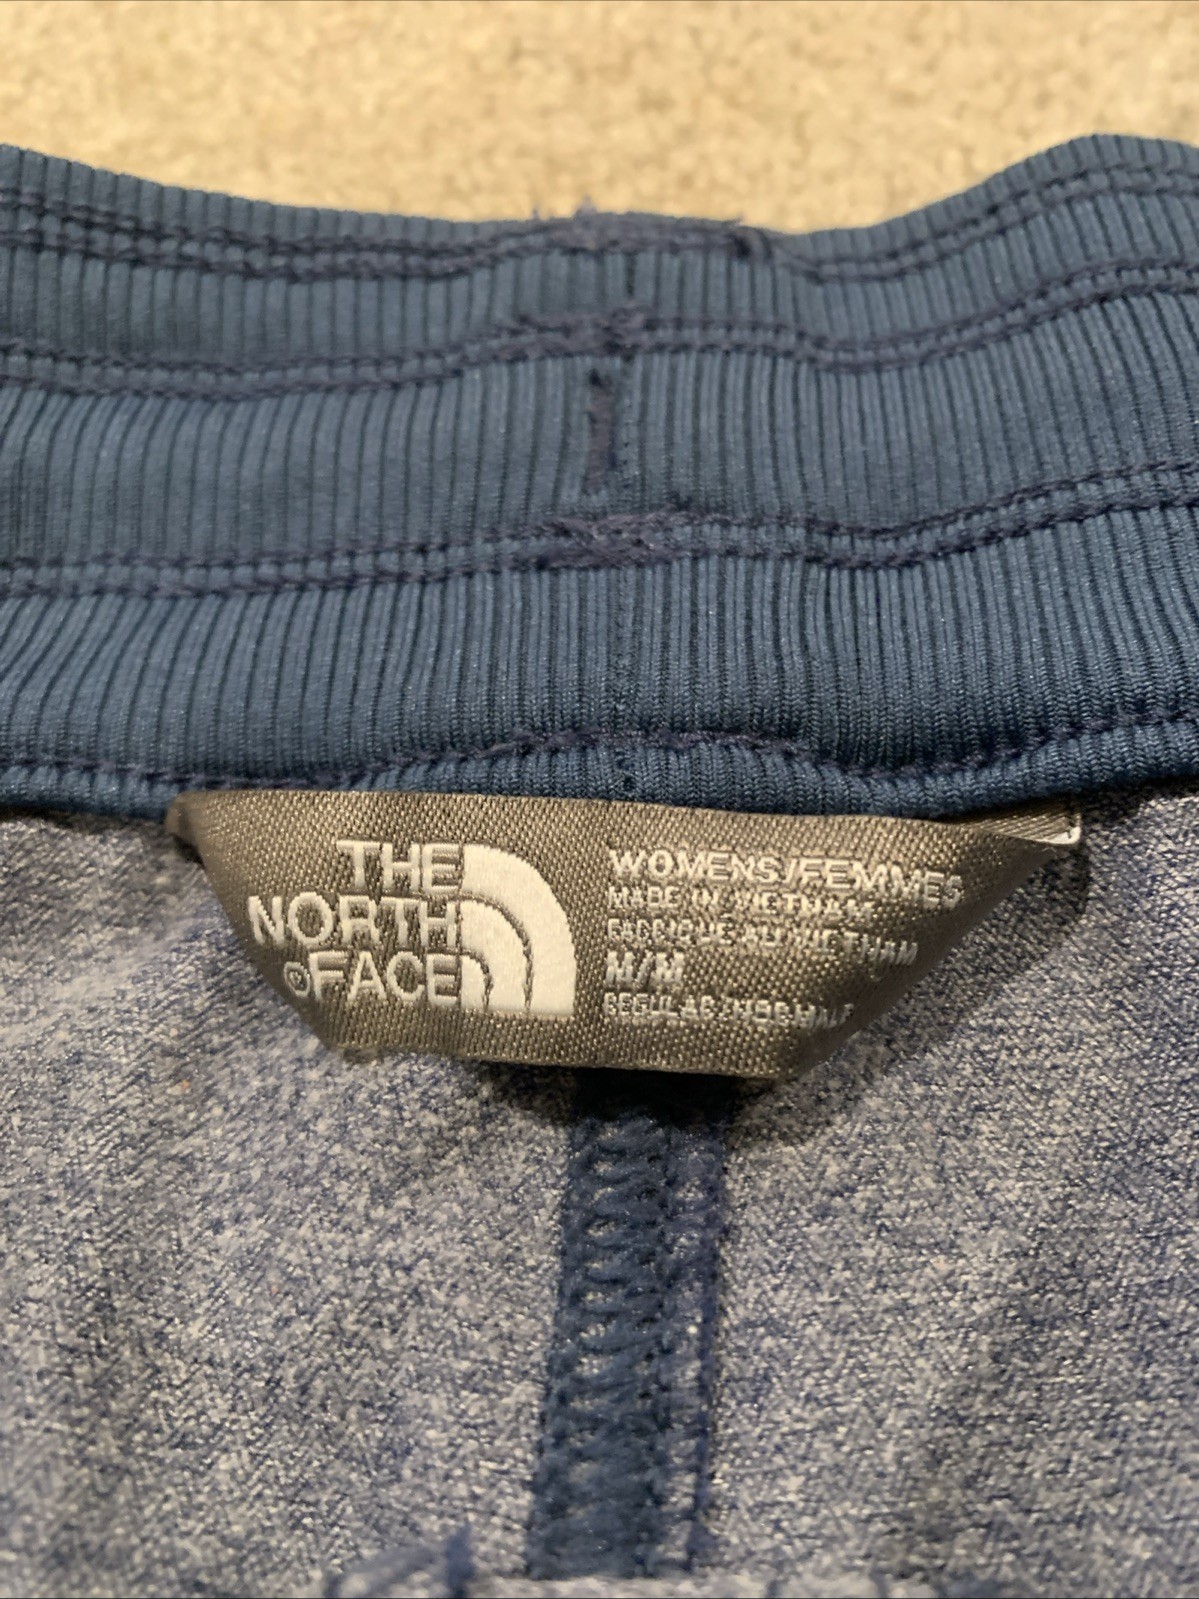 THE
NORTH
FACE
WOMENS/FEMMES
MADE IN VIETNAM
FABRIQUE AU VIETNAM
M/M
REGULAR/NORMALE